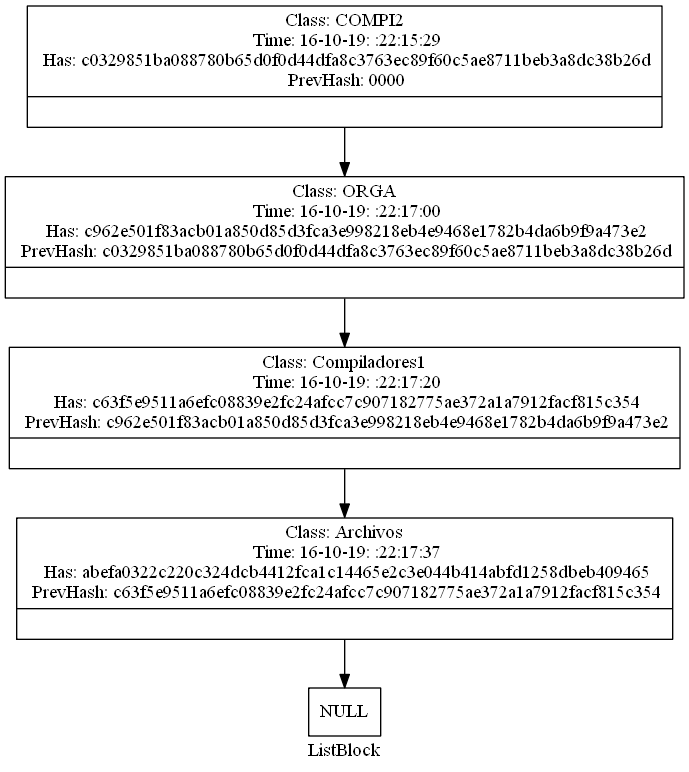 Class: COMPI2
Time: 16-10-19: :22:15:29
Has: c0329851ba088780b65d0f0d44dfa8c3763ec89f60c5ae8711beb3a8dc38b26d
PrevHash: 0000
Class: ORGA
Time: 16-10-19: :22:17:00
Has: c962e501f83acb01a850d85d3fca3e998218eb4e9468e1782b4da6b9f9a473e2
PrevHash: c0329851ba088780b65d0f0d44dfa8c3763ec89f60c5ae8711beb3a8dc38b26d
Class: Compiladores1
Time: 16-10-19: :22:17:20
Has: c63f5e9511a6efc08839e2fc24afcc7c907182775ae372a1a7912facf815c354
PrevHash: c962e501f83acb01a850d85d3fca3e998218eb4e9468e1782b4da6b9f9a473e2
Class: Archivos
Time: 16-10-19: :22:17:37
Has: abefa0322c220c324dcb4412fca1c14465e2c3e044b414abfd1258dbeb409465
PrevHash: c63f5e9511a6efc08839e2fc24afcc7c907182775ae372a1a7912facf815c354
NULL
ListBlock